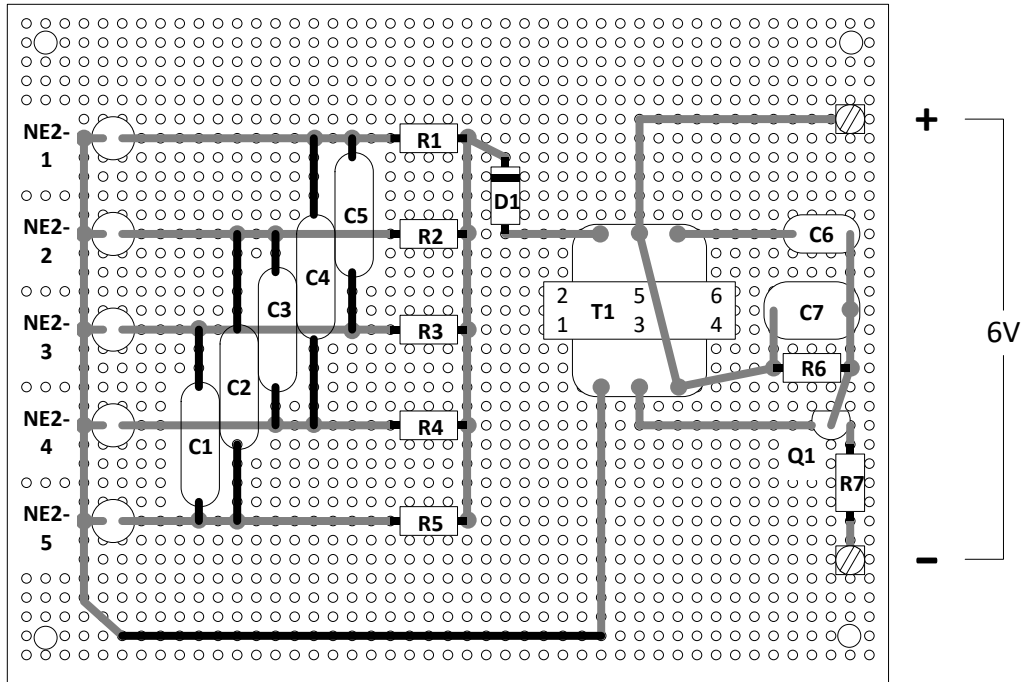 NE2-
1
R1
+
D1
C5
NE2-
2
R2
C6
C4
C3
2 5 6
T1
1 3 4
C7
NE2-
3
R3
6V
R6
C2
NE2-
4
R4
C1
Q1
R7
NE2-
5
R5
-